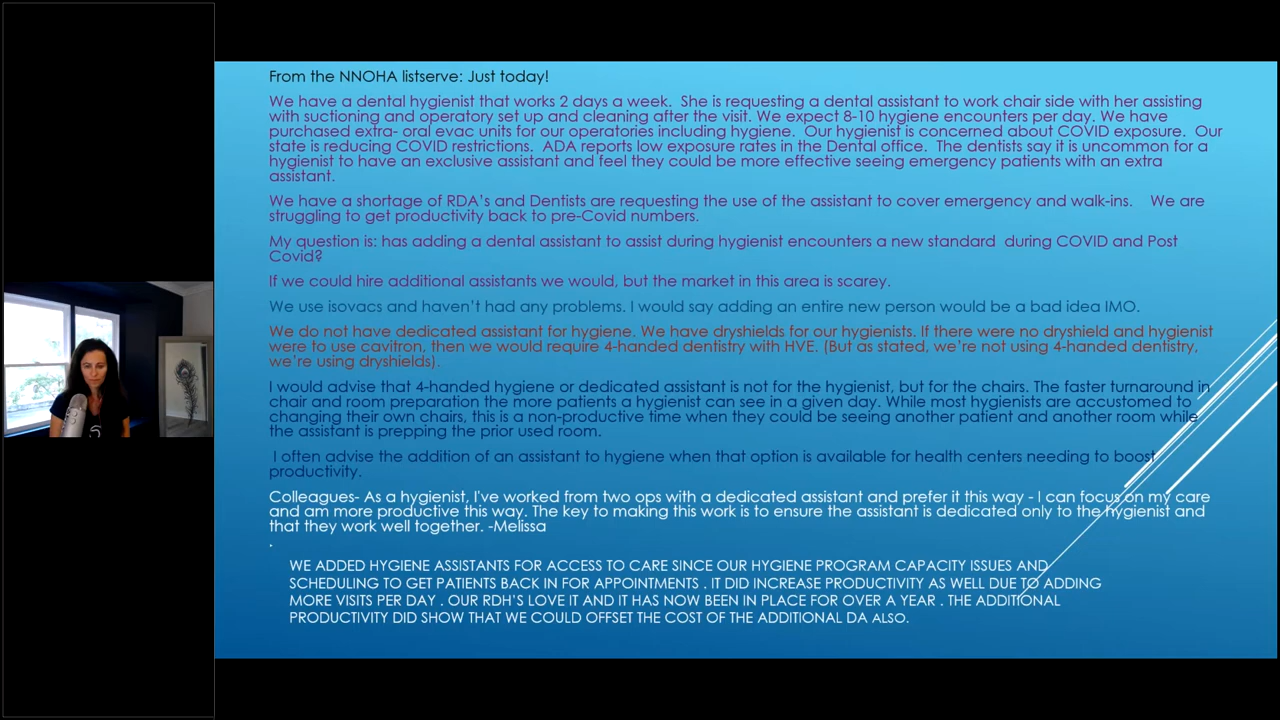 From the NNOHA listserve: Just today!
We have a dental hygienist that works 2 days a week.  She is requesting a dental assistant to work chair side with her assisting
with suctioning and operatory set up and cleaning after the visit. We expect 8-10 hygiene encounters per day. We have
purchased extra- oral evac units for our operatories including hygiene.  Our hygienist is concerned about COVID exposure.  Our
state is reducing COVID restrictions.  ADA reports low exposure rates in the Dental office.  The dentists say it is uncommon for a
hygienist to have an exclusive assistant and feel they could be more effective seeing emergency patients with an extra
assistant.
We have a shortage of RDA's and Dentists are requesting the use of the assistant to cover emergency and walk-ins.    We are
struggling to get productivity back to pre-Covid numbers.
My question is: has adding a dental assistant to assist during hygienist encounters a new standard  during COVID and Post
Covid?
If we could hire additional assistants we would, but the market in this area is scarey.
We use isovacs and haven't had any problems. I would say adding an entire new person would be a bad idea IMO.
We do not have dedicated assistant for hygiene. We have dryshields for our hygienists. If there were no dryshield and hygienist
were to use cavitron, then we would require 4-handed dentistry with HVE. (But as stated, we're not using 4-handed dentistry,
we're using dryshields).
I would advise that 4-handed hygiene or dedicated assistant is not for the hygienist, but for the chairs. The faster turnaround in
chair and room preparation the more patients a hygienist can see in a given day. While most hygienists are accustomed to
changing their own chairs, this is a non-productive time when they could be seeing another patient and another room while
the assistant is prepping the prior used room.
I often advise the addition of an assistant to hygiene when that option is available for health centers needing to boost
productivity.
Colleagues- As a hygienist, I've worked from two ops with a dedicated assistant and prefer it this way - I can focus on my care
and am more productive this way. The key to making this work is to ensure the assistant is dedicated only to the hygienist and
that they work well together. -Melissa
.
WE ADDED HYGIENE ASSISTANTS FOR ACCESS TO CARE SINCE OUR HYGIENE PROGRAM CAPACITY ISSUES AND
SCHEDULING TO GET PATIENTS BACK IN FOR APPOINTMENTS . IT DID INCREASE PRODUCTIVITY AS WELL DUE TO ADDING
MORE VISITS PER DAY . OUR RDH'S LOVE IT AND IT HAS NOW BEEN IN PLACE FOR OVER A YEAR . THE ADDITIONAL
PRODUCTIVITY DID SHOW THAT WE COULD OFFSET THE COST OF THE ADDITIONAL DA ALSO.